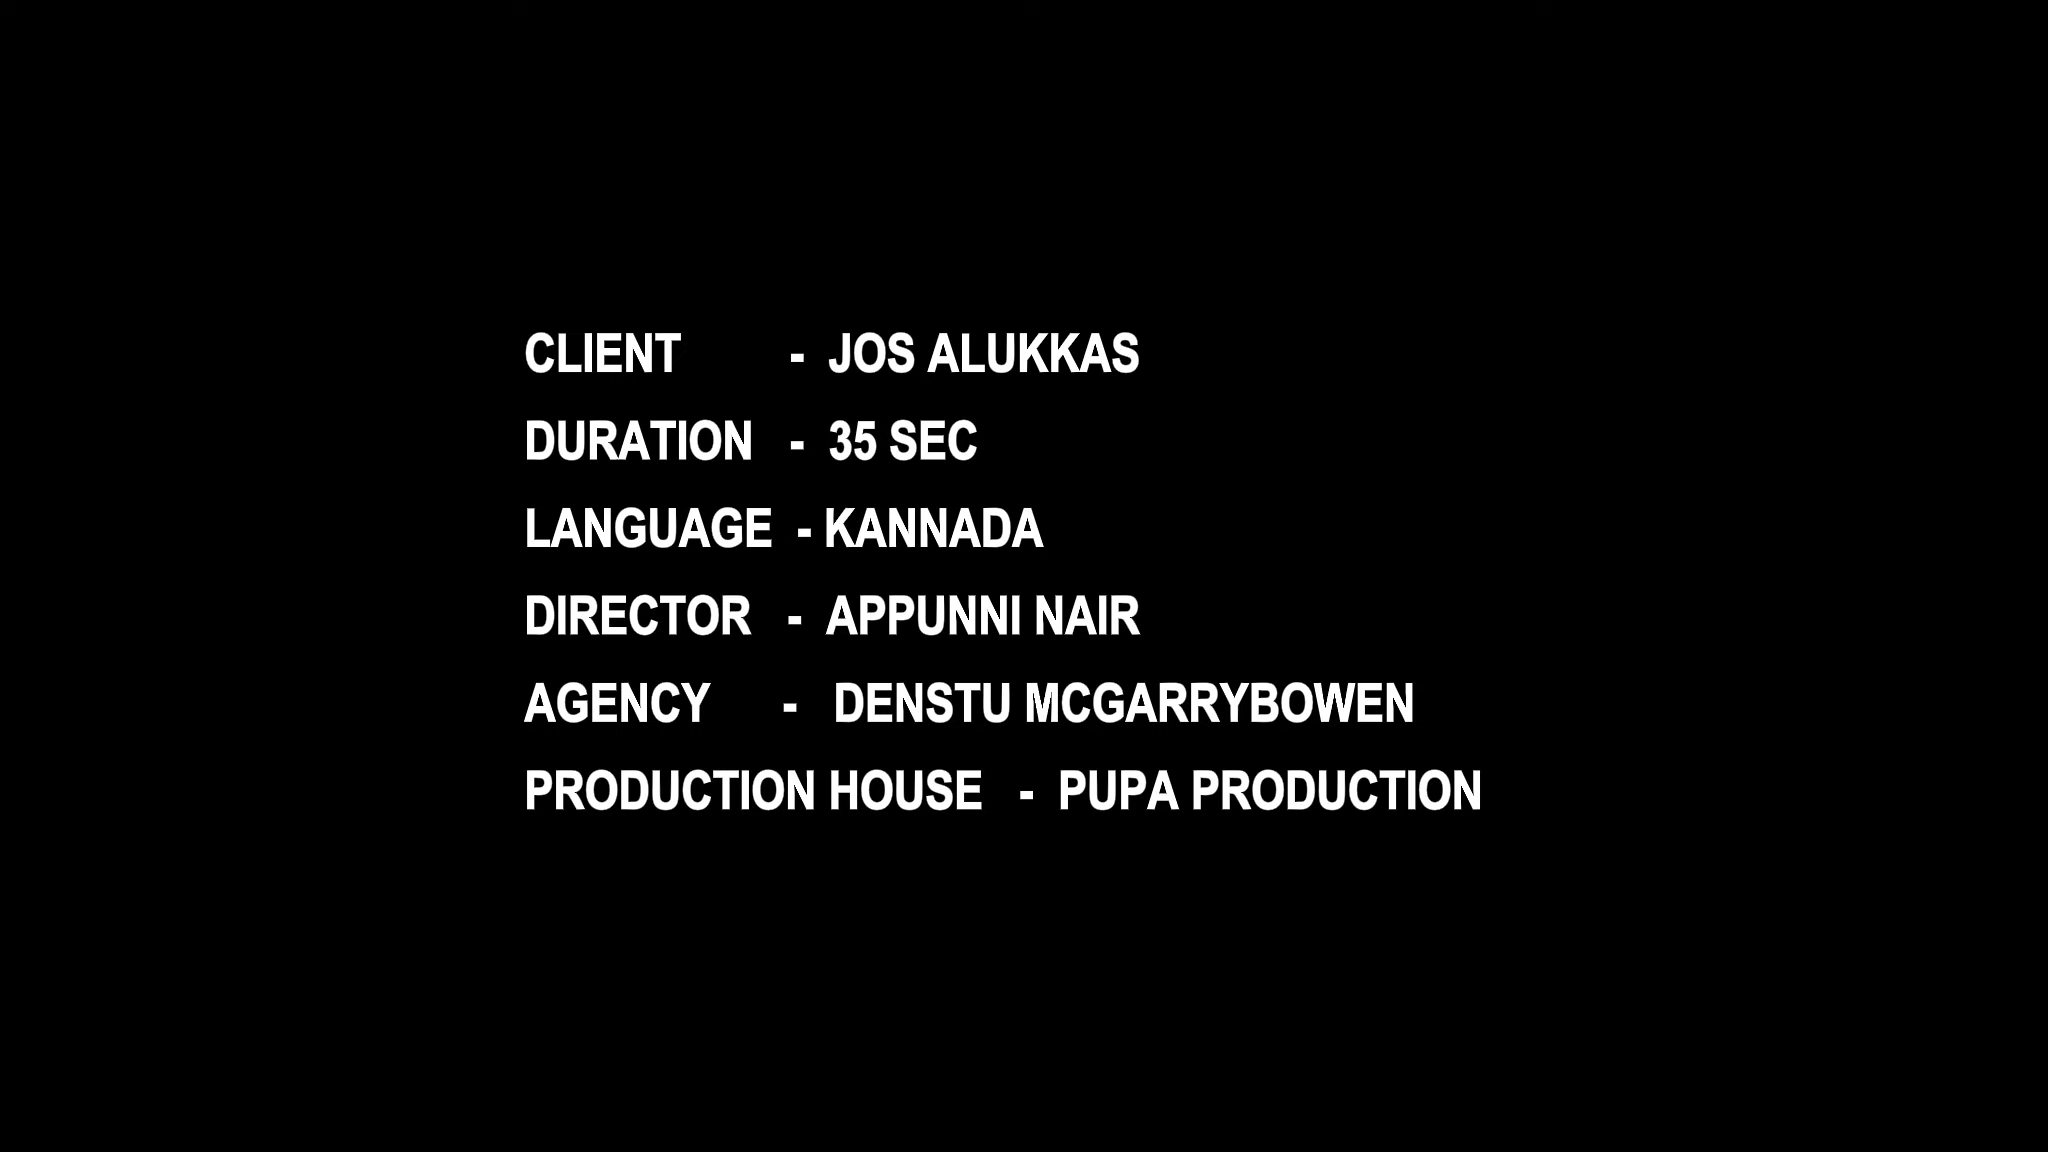 CLIENT - JOS ALUKKAS
DURATION - 35 SEC
LANGUAGE - KANNADA
DIRECTOR - APPUNNI NAIR
AGENCY - DENSTU MCGARRYBOWEN
PRODUCTION HOUSE - PUPA PRODUCTION